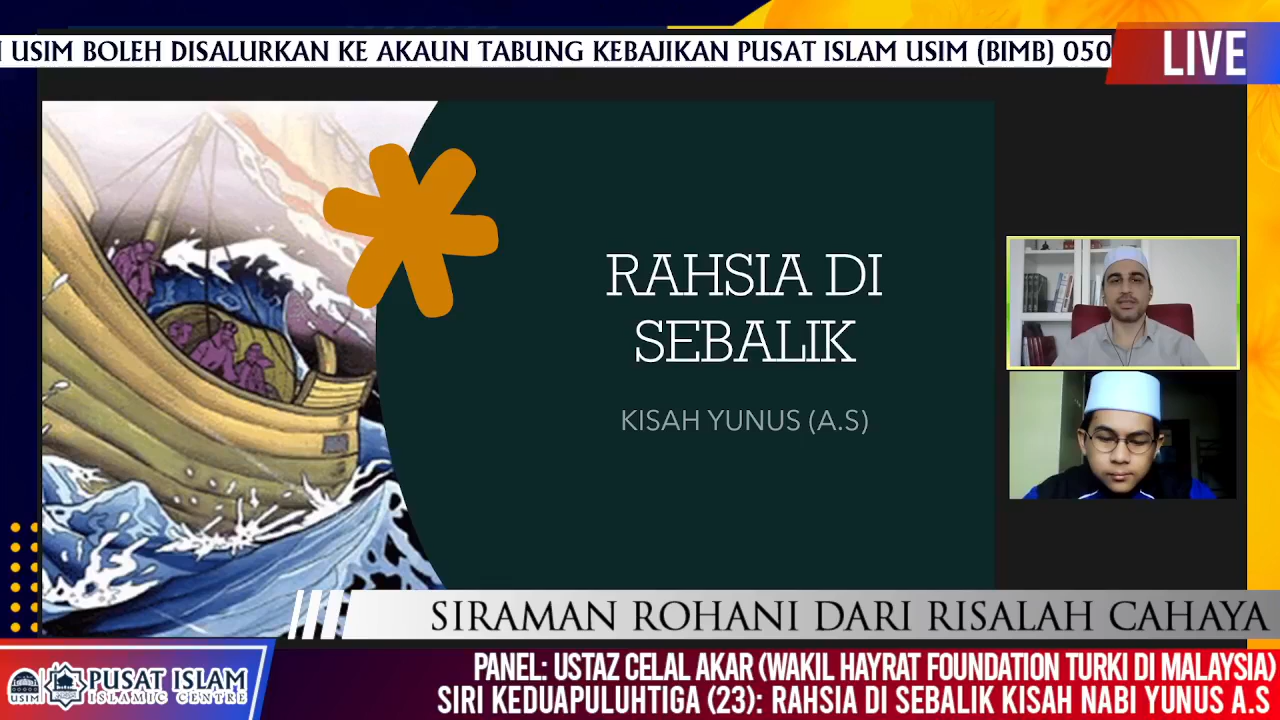 USIM BOLEH DISALURKAN KE AKAUN TABUNG KEBAJIKAN PUSAT ISLAM USIM (BIMB) 050
LIVE
RAHSIA DI
SEBALIK
KISAH YUNUS (A.S)
SIRAMAN ROHANI DARI RISALAH CAHAYA
PANEL: USTAZ CELAL AKAR (WAKIL HAYRAT FOUNDATION TURKI DI MALAYSIA)
SIRI KEDUAPULUHTIGA (23): RAHSIA DI SEBALIK KISAH NABI YUNUS A.S
USIM
PUSAT ISLAM
ISLAMIC CENTRE